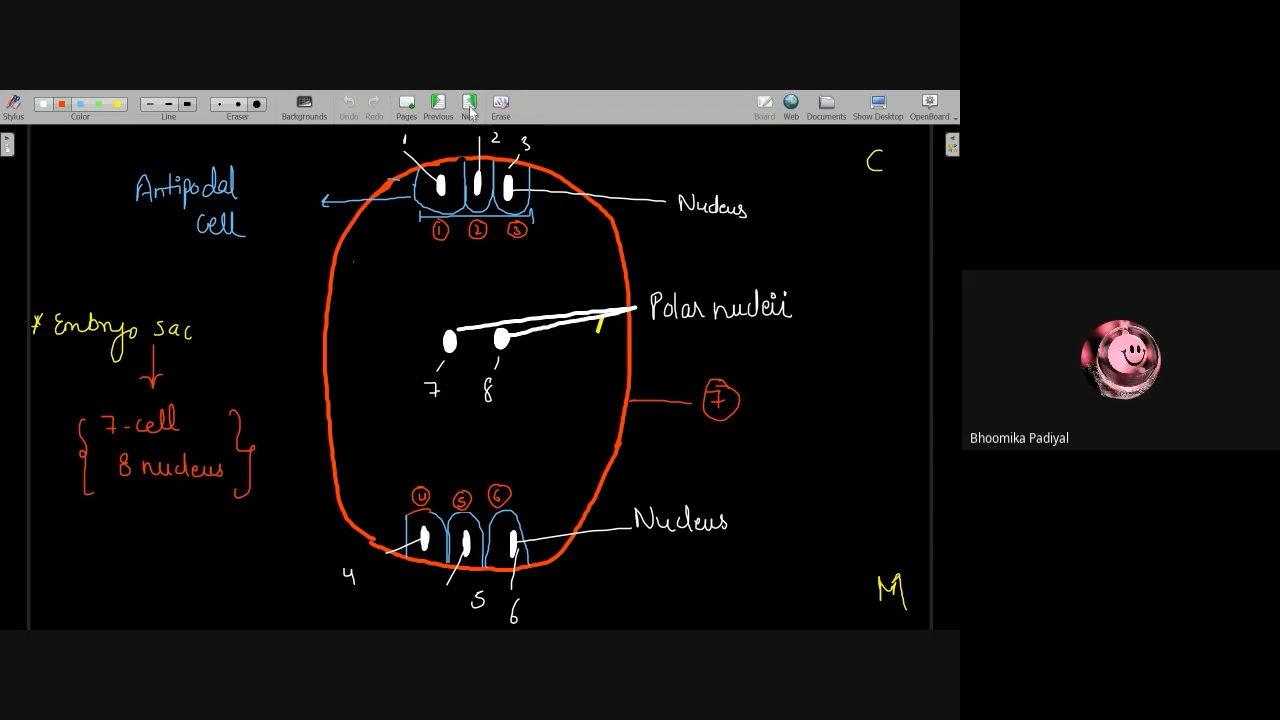 Stylus
Color
Line
Eraser
Backgrounds
Undo
Redo
Pages
Previous
Erase
Board
Web
Documents
Show Desktop
OpenBoard
1
2
3
C
Antipodal
Cell
Nucleus
1
2
3
* Embryo sac
Polar nucleii
7
8
7
7-cell
8 nucleus
4
5
6
Nucleus
4
5
6
M
Bhoomika Padiyal